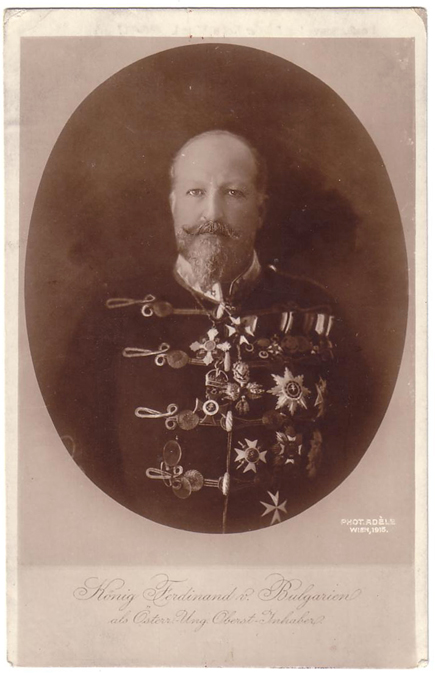 PHOT. ADÈLE
WIEN, 1915.
König Ferdinand v. Bulgarien
als Österr. Ung. Oberst-Inhaber.